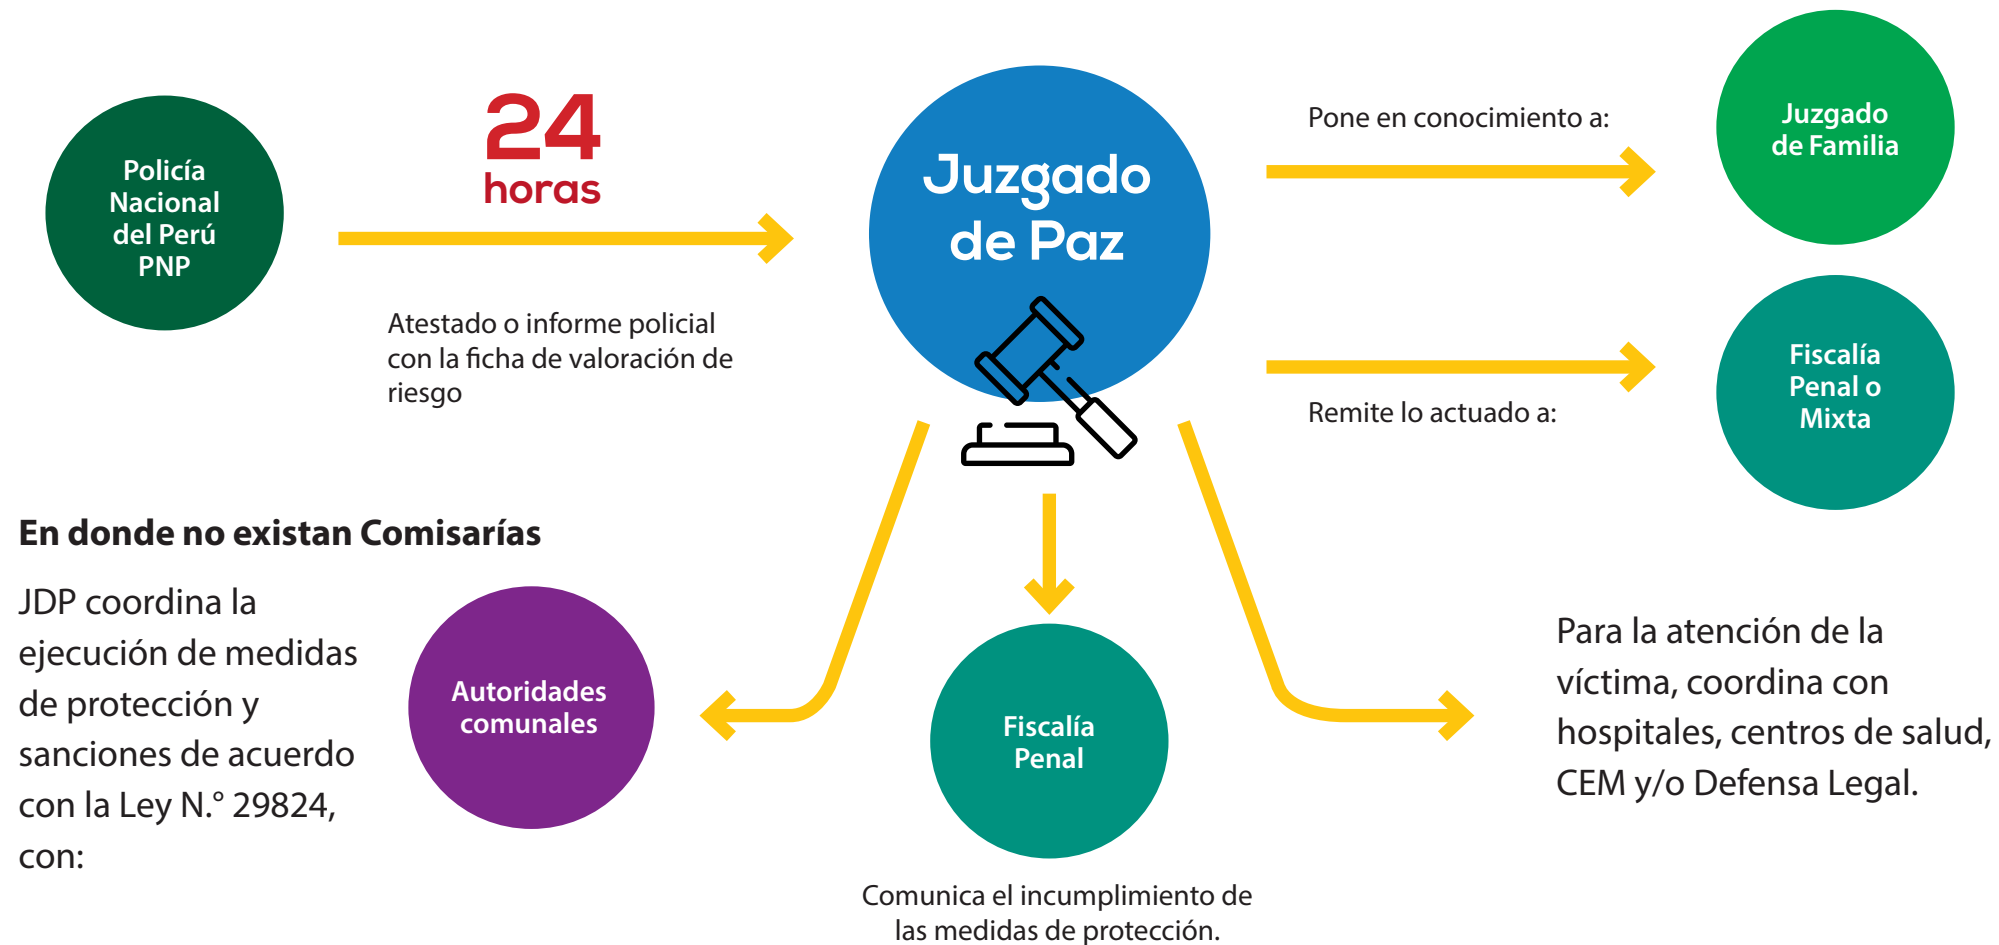 Policía
Nacional
del Perú
PNP
24
horas
Atestado o informe policial
con la ficha de valoración de
riesgo
Juzgado
de Paz
Pone en conocimiento a:
Juzgado
de Familia
Remite lo actuado a:
Fiscalía
Penal o
Mixta
En donde no existan Comisarías
JDP coordina la
ejecución de medidas
de protección y
sanciones de acuerdo
con la Ley N.° 29824,
con:
Autoridades
comunales
Fiscalía
Penal
Comunica el incumplimiento de
las medidas de protección.
Para la atención de la
víctima, coordina con
hospitales, centros de salud,
CEM y/o Defensa Legal.